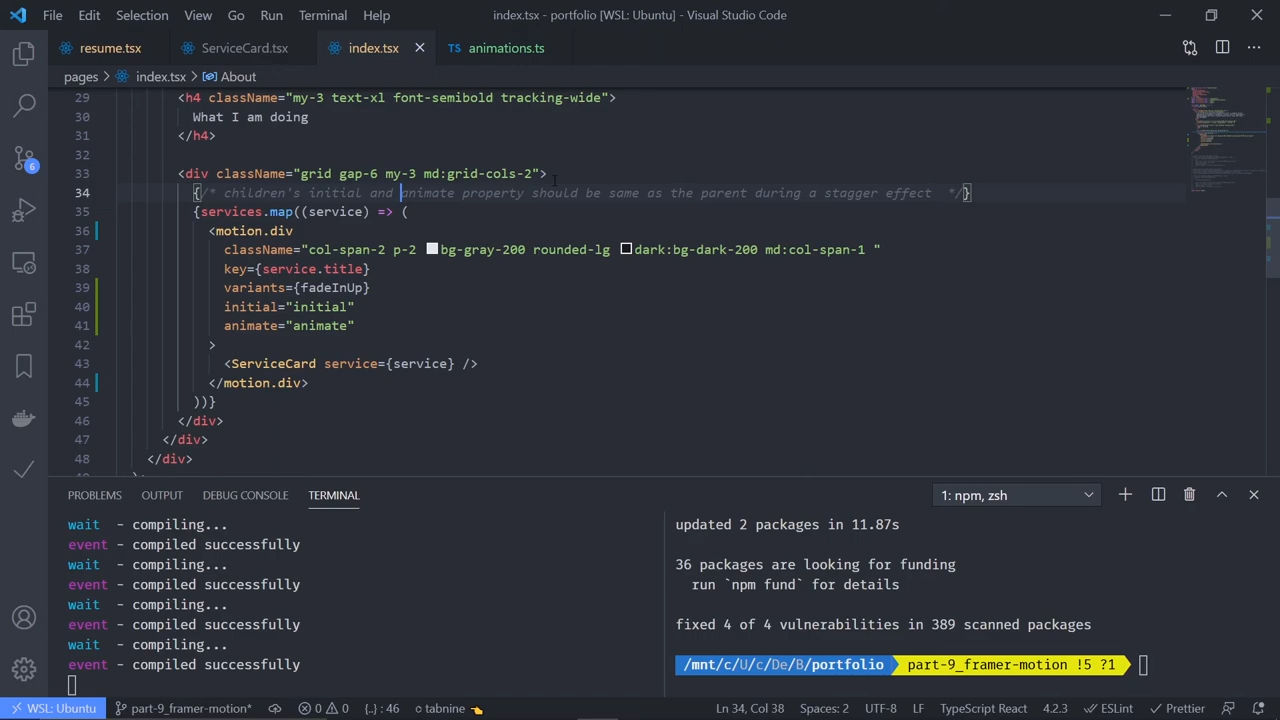 File Edit Selection View Go Run Terminal Help index.tsx - portfolio [WSL: Ubuntu] - Visual Studio Code
resume.tsx ServiceCard.tsx index.tsx TS animations.ts
pages > index.tsx > About
29 <h4 className="my-3 text-xl font-semibold tracking-wide">
30 What I am doing
31 </h4>
32
33 <div className="grid gap-6 my-3 md:grid-cols-2">
34 {/* children's initial and animate property should be same as the parent during a stagger effect */}
35 {services.map((service) => (
36 <motion.div
37 className="col-span-2 p-2 bg-gray-200 rounded-lg dark:bg-dark-200 md:col-span-1 "
38 key={service.title}
39 variants={fadeInUp}
40 initial="initial"
41 animate="animate"
42 >
43 <ServiceCard service={service} />
44 </motion.div>
45 ))}
46 </div>
47 </div>
48 </div>
6
PROBLEMS OUTPUT DEBUG CONSOLE TERMINAL 1: npm, zsh
wait - compiling...
event - compiled successfully
wait - compiling...
event - compiled successfully
wait - compiling...
event - compiled successfully
wait - compiling...
event - compiled successfully
updated 2 packages in 11.87s
36 packages are looking for funding
run `npm fund` for details
fixed 4 of 4 vulnerabilities in 389 scanned packages
/mnt/c/U/c/De/B/portfolio part-9_framer-motion !5 ?1
WSL: Ubuntu part-9_framer-motion* 0 0 {..} : 46 tabnine Ln 34, Col 38 Spaces: 2 UTF-8 LF TypeScript React 4.2.3 ESLint Prettier